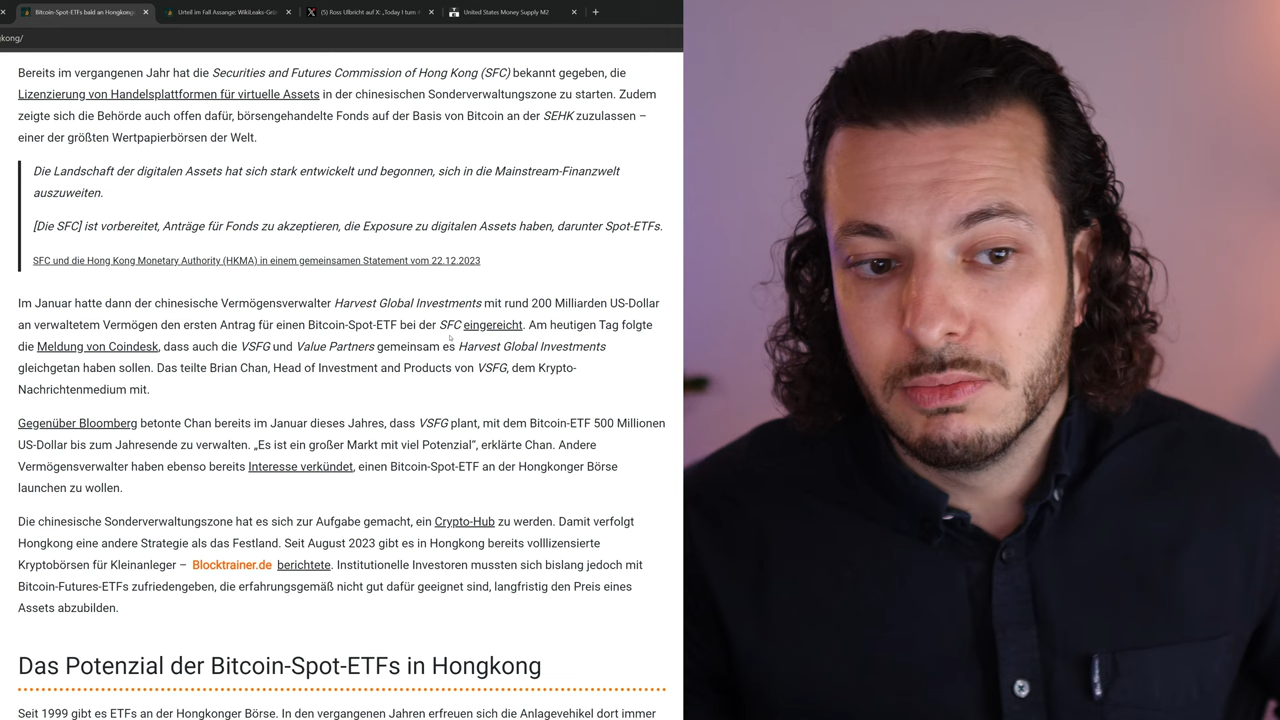 Bitcoin-Spot-ETFs bald an Hongkong
Urteil im Fall Assange: WikiLeaks-Grü
(5) Ross Ulbricht auf X: „Today I turn
United States Money Supply M2
kong/
Bereits im vergangenen Jahr hat die Securities and Futures Commission of Hong Kong (SFC) bekannt gegeben, die
Lizenzierung von Handelsplattformen für virtuelle Assets in der chinesischen Sonderverwaltungszone zu starten. Zudem
zeigte sich die Behörde auch offen dafür, börsengehandelte Fonds auf der Basis von Bitcoin an der SEHK zuzulassen –
einer der größten Wertpapierbörsen der Welt.
Die Landschaft der digitalen Assets hat sich stark entwickelt und begonnen, sich in die Mainstream-Finanzwelt
auszuweiten.
[Die SFC] ist vorbereitet, Anträge für Fonds zu akzeptieren, die Exposure zu digitalen Assets haben, darunter Spot-ETFs.
SFC und die Hong Kong Monetary Authority (HKMA) in einem gemeinsamen Statement vom 22.12.2023
Im Januar hatte dann der chinesische Vermögensverwalter Harvest Global Investments mit rund 200 Milliarden US-Dollar
an verwaltetem Vermögen den ersten Antrag für einen Bitcoin-Spot-ETF bei der SFC eingereicht. Am heutigen Tag folgte
die Meldung von Coindesk, dass auch die VSFG und Value Partners gemeinsam es Harvest Global Investments
gleichgetan haben sollen. Das teilte Brian Chan, Head of Investment and Products von VSFG, dem Krypto-
Nachrichtenmedium mit.
Gegenüber Bloomberg betonte Chan bereits im Januar dieses Jahres, dass VSFG plant, mit dem Bitcoin-ETF 500 Millionen
US-Dollar bis zum Jahresende zu verwalten. „Es ist ein großer Markt mit viel Potenzial“, erklärte Chan. Andere
Vermögensverwalter haben ebenso bereits Interesse verkündet, einen Bitcoin-Spot-ETF an der Hongkonger Börse
launchen zu wollen.
Die chinesische Sonderverwaltungszone hat es sich zur Aufgabe gemacht, ein Crypto-Hub zu werden. Damit verfolgt
Hongkong eine andere Strategie als das Festland. Seit August 2023 gibt es in Hongkong bereits volllizensierte
Kryptobörsen für Kleinanleger – Blocktrainer.de berichtete. Institutionelle Investoren mussten sich bislang jedoch mit
Bitcoin-Futures-ETFs zufriedengeben, die erfahrungsgemäß nicht gut dafür geeignet sind, langfristig den Preis eines
Assets abzubilden.
Das Potenzial der Bitcoin-Spot-ETFs in Hongkong
Seit 1999 gibt es ETFs an der Hongkonger Börse. In den vergangenen Jahren erfreuen sich die Anlagevehikel dort immer